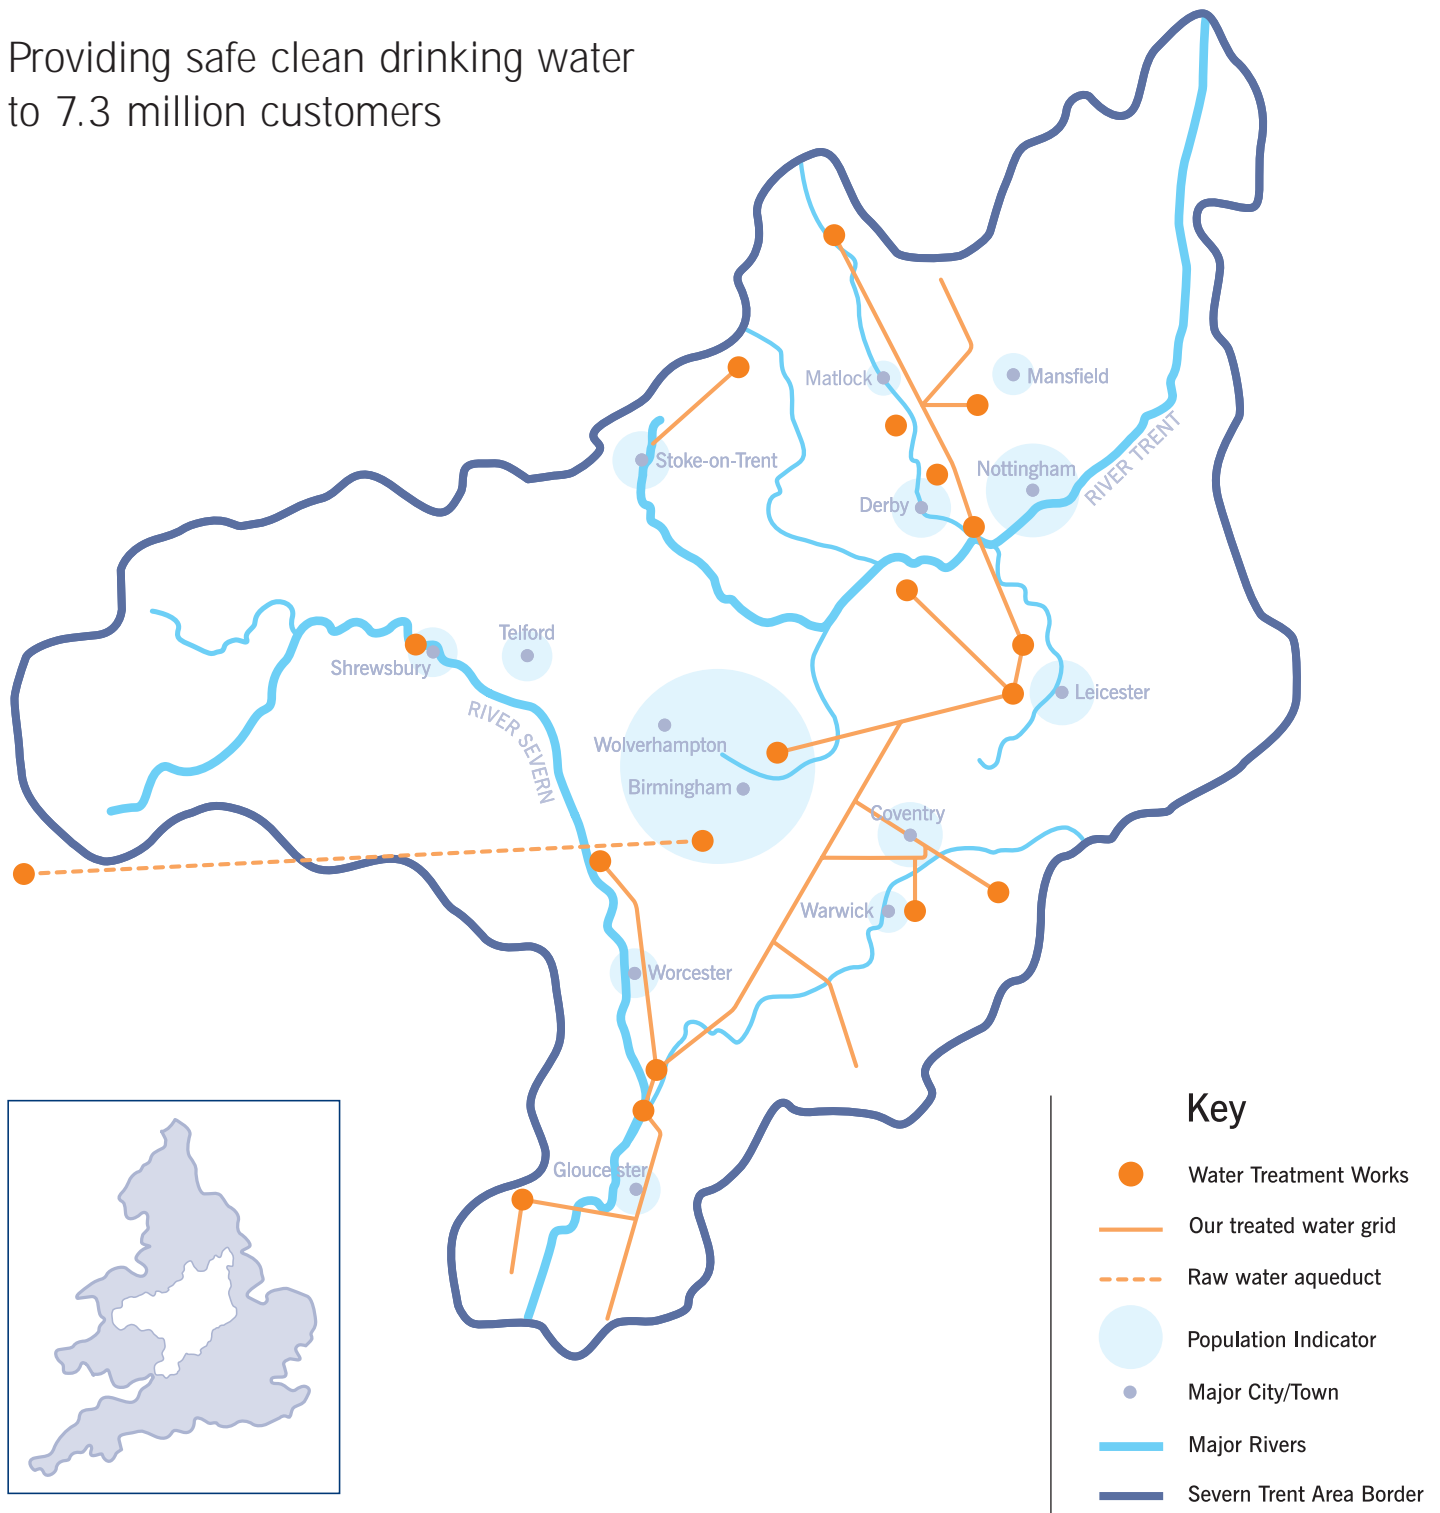 Providing safe clean drinking water
to 7.3 million customers
Matlock
Mansfield
Stoke-on-Trent
Nottingham
RIVER TRENT
Derby
Telford
Shrewsbury
RIVER SEVERN
Leicester
Wolverhampton
Birmingham
Coventry
Warwick
Worcester
Gloucester
Key
Water Treatment Works
Our treated water grid
Raw water aqueduct
Population Indicator
Major City/Town
Major Rivers
Severn Trent Area Border